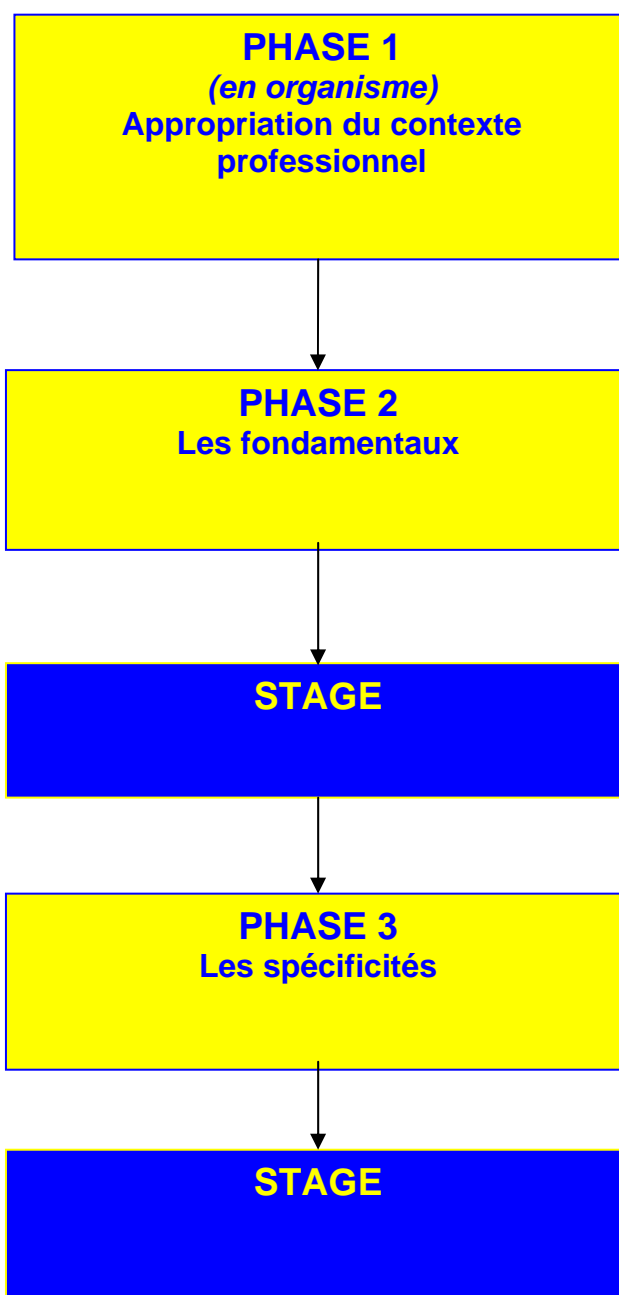 PHASE 1
(en organisme)
Appropriation du contexte
professionnel
PHASE 2
Les fondamentaux
STAGE
PHASE 3
Les spécificités
STAGE